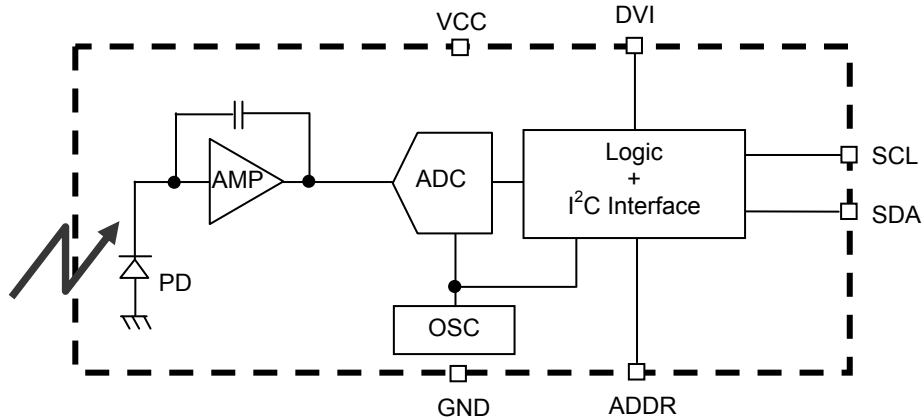 VCC
DVI
AMP
ADC
Logic
+
I²C Interface
SCL
SDA
PD
OSC
GND
ADDR